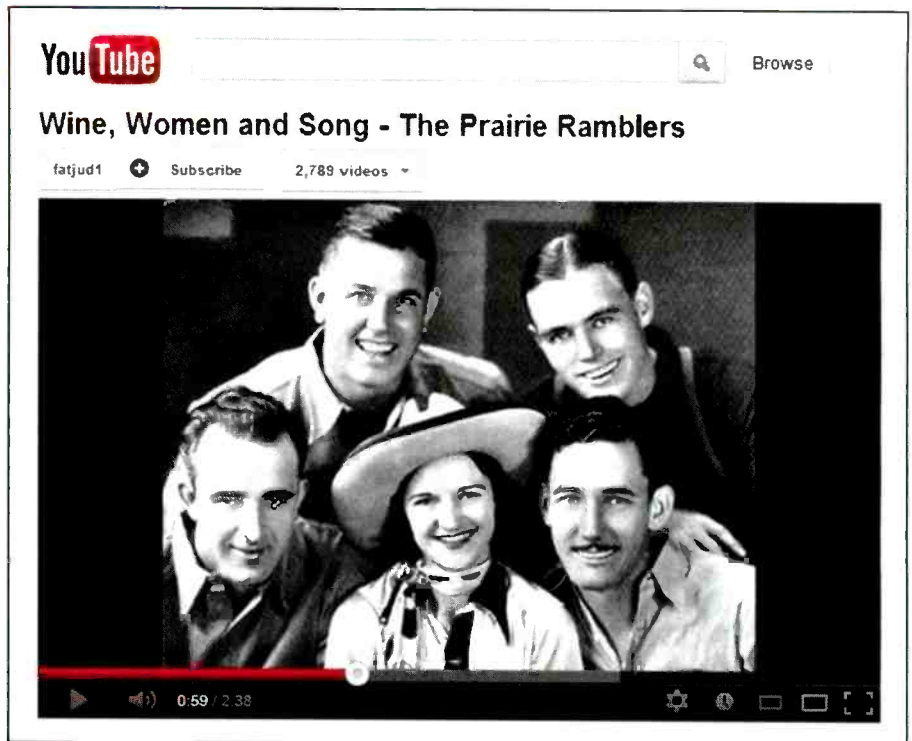 YouTube
Browse
Wine, Women and Song - The Prairie Ramblers
fatjud1 Subscribe 2,789 videos
0:59 / 2.38